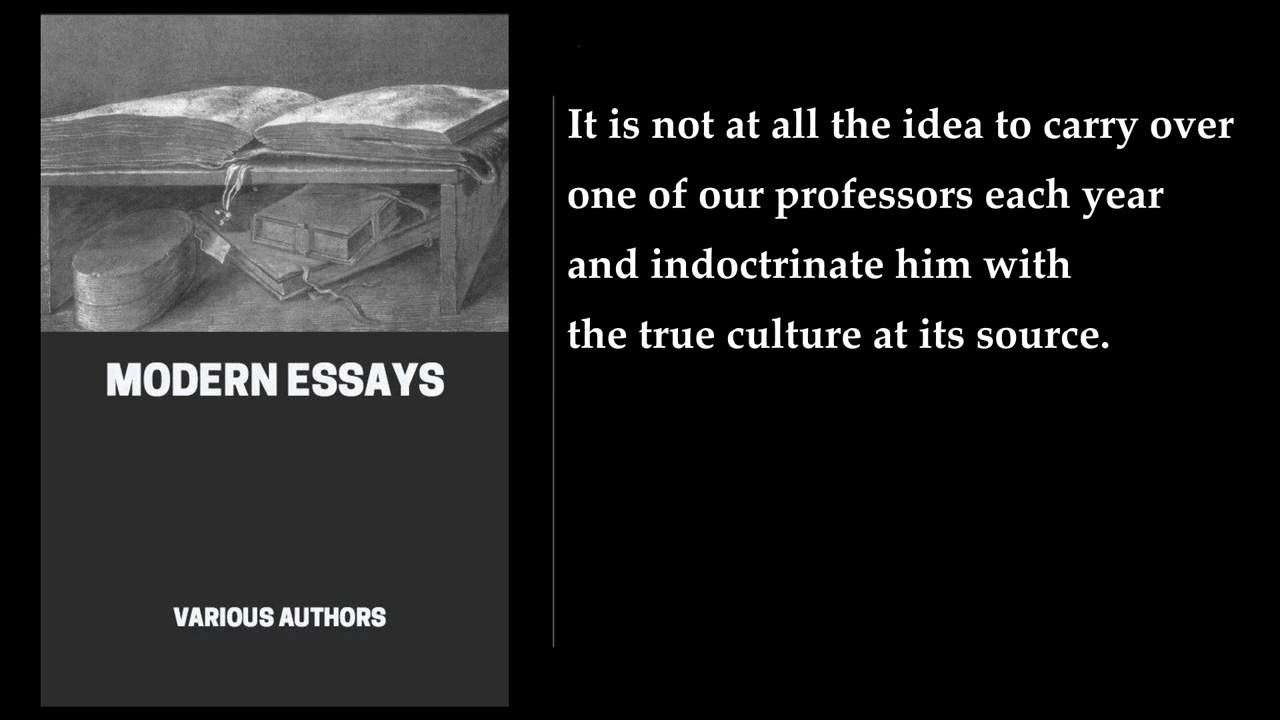 MODERN ESSAYS
VARIOUS AUTHORS
It is not at all the idea to carry over
one of our professors each year
and indoctrinate him with
the true culture at its source.